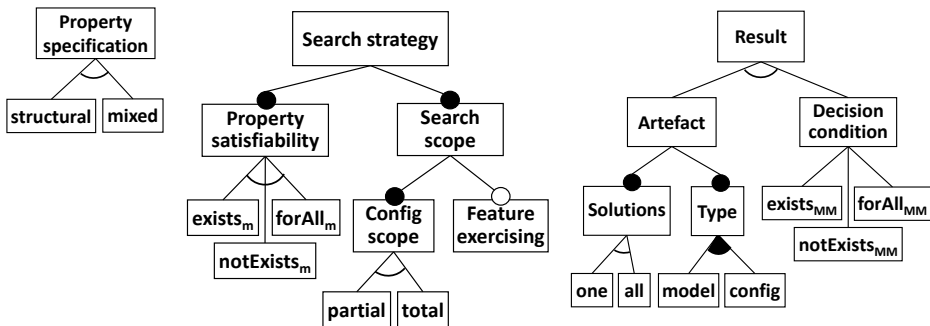 Property
specification
structural
mixed
Search strategy
Property
satisfiability
Search
scope
exists_m
forAll_m
notExists_m
Config
scope
Feature
exercising
partial
total
Result
Artefact
Decision
condition
Solutions
Type
exists_MM
forAll_MM
notExists_MM
one
all
model
config